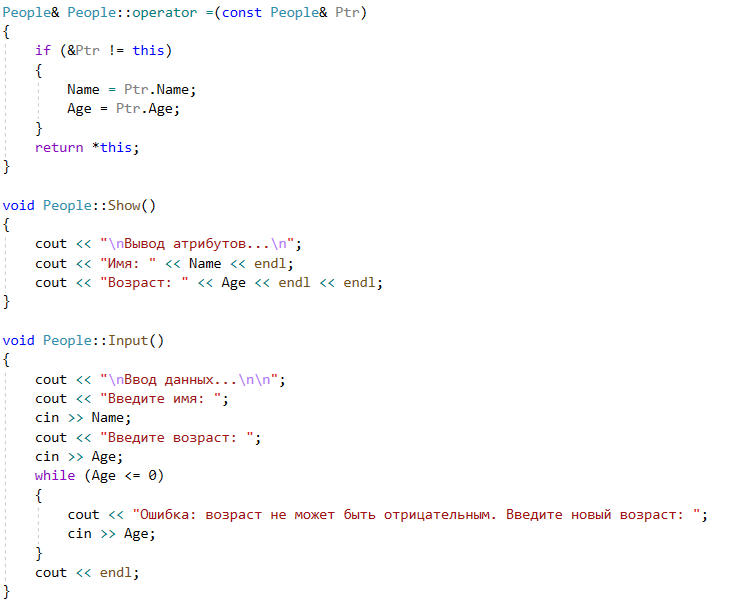 People& People::operator =(const People& Ptr)
{
    if (&Ptr != this)
    {
        Name = Ptr.Name;
        Age = Ptr.Age;
    }
    return *this;
}

void People::Show()
{
    cout << "\nВывод атрибутов...\n";
    cout << "Имя: " << Name << endl;
    cout << "Возраст: " << Age << endl << endl;
}

void People::Input()
{
    cout << "\nВвод данных...\n\n";
    cout << "Введите имя: ";
    cin >> Name;
    cout << "Введите возраст: ";
    cin >> Age;
    while (Age <= 0)
    {
        cout << "Ошибка: возраст не может быть отрицательным. Введите новый возраст: ";
        cin >> Age;
    }
    cout << endl;
}